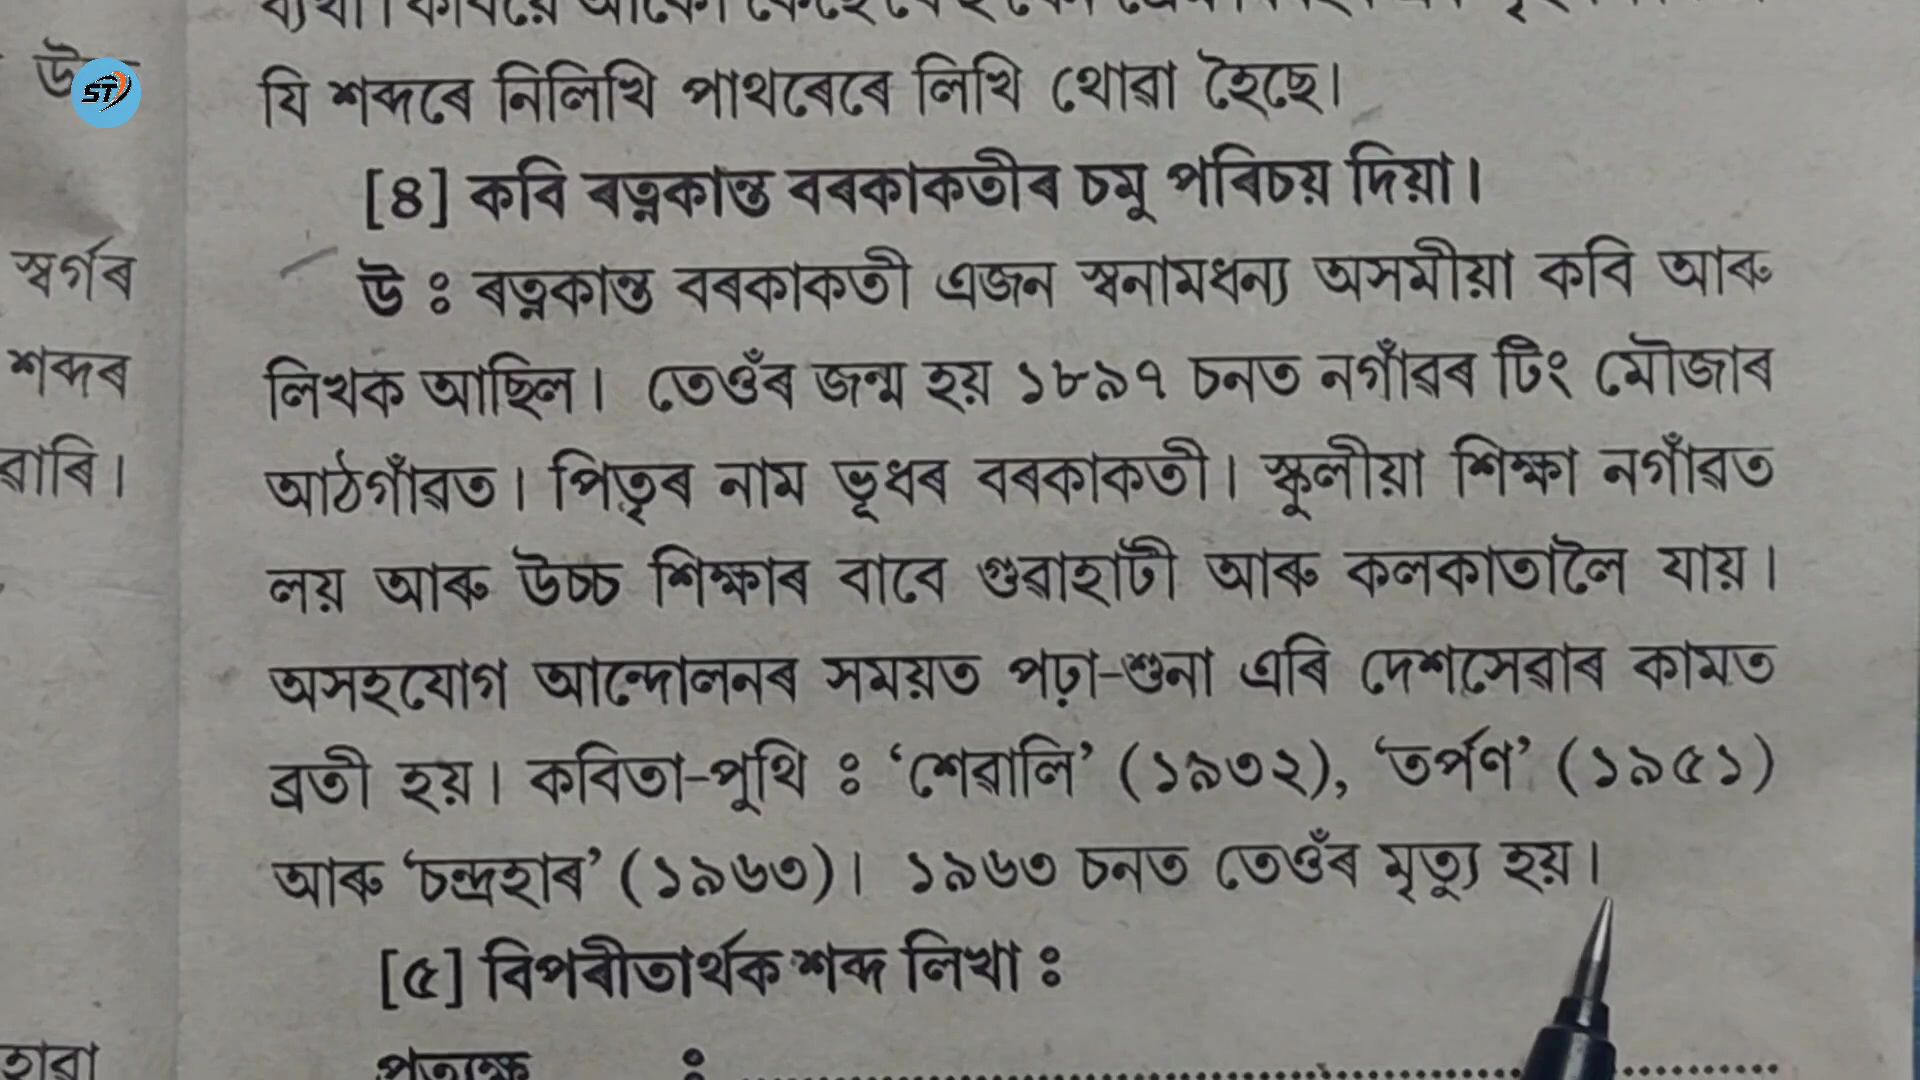 যি শব্দৰে নিলিখি পাথৰেৰে লিখি থোৱা হৈছে।
[৪] কবি ৰত্নকান্ত বৰকাকতীৰ চমু পৰিচয় দিয়া।
উ ঃ ৰত্নকান্ত বৰকাকতী এজন স্বনামধন্য অসমীয়া কবি আৰু
লিখক আছিল। তেওঁৰ জন্ম হয় ১৮৯৭ চনত নগাঁৱৰ টিং মৌজাৰ
আঠগাঁৱত। পিতৃৰ নাম ভূধৰ বৰকাকতী। স্কুলীয়া শিক্ষা নগাঁৱত
লয় আৰু উচ্চ শিক্ষাৰ বাবে গুৱাহাটী আৰু কলকাতালৈ যায়।
অসহযোগ আন্দোলনৰ সময়ত পঢ়া-শুনা এৰি দেশসেৱাৰ কামত
ব্ৰতী হয়। কবিতা-পুথি ঃ ‘শেৱালি’ (১৯৩২), ‘তৰ্পণ’ (১৯৫১)
আৰু ‘চন্দ্ৰহাৰ’ (১৯৬৩)। ১৯৬৩ চনত তেওঁৰ মৃত্যু হয়।
[৫] বিপৰীতাৰ্থক শব্দ লিখা ঃ
প্ৰত্যক্ষ ঃ
ST
স্বৰ্গৰ
শব্দৰ
ৱাৰি।